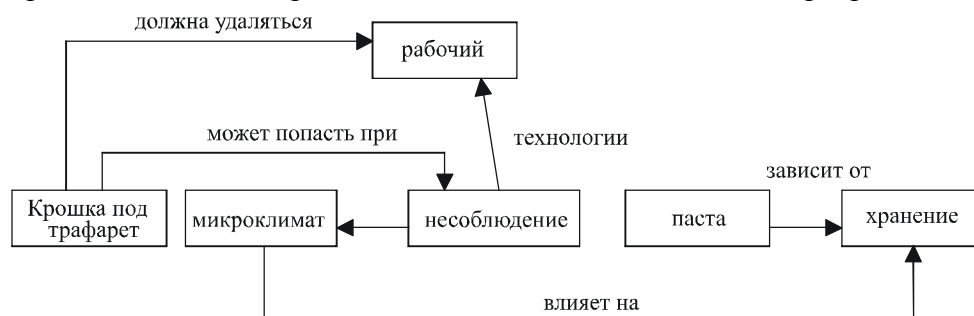 должна удаляться
рабочий
может попасть при
технологии
зависит от
Крошка под
трафарет
микроклимат
несоблюдение
паста
хранение
влияет на